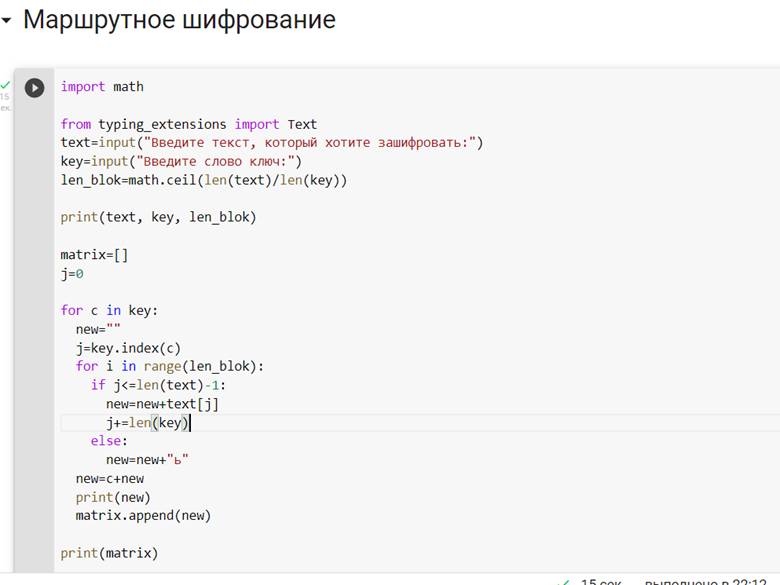 Маршрутное шифрование
15
import math
from typing_extensions import Text
text=input("Введите текст, который хотите зашифровать:")
key=input("Введите слово ключ:")
len_blok=math.ceil(len(text)/len(key))
print(text, key, len_blok)
matrix=[]
j=0
for c in key:
new=""
j=key.index(c)
for i in range(len_blok):
if j<=len(text)-1:
new=new+text[j]
j+=len(key)
else:
new=new+"ь"
new=c+new
print(new)
matrix.append(new)
print(matrix)
15 сек. выполнено в 22:12